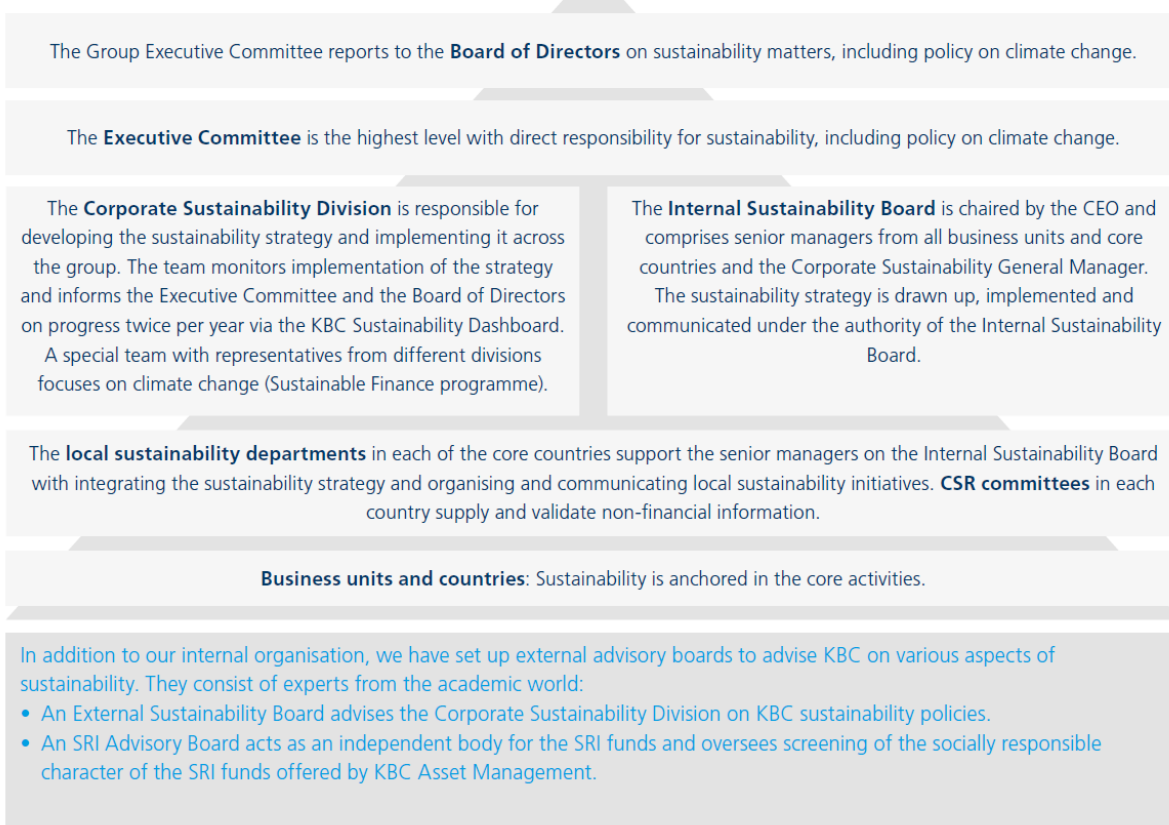 The Group Executive Committee reports to the Board of Directors on sustainability matters, including policy on climate change.
The Executive Committee is the highest level with direct responsibility for sustainability, including policy on climate change.
The Corporate Sustainability Division is responsible for
developing the sustainability strategy and implementing it across
the group. The team monitors implementation of the strategy
and informs the Executive Committee and the Board of Directors
on progress twice per year via the KBC Sustainability Dashboard.
A special team with representatives from different divisions
focuses on climate change (Sustainable Finance programme).
The Internal Sustainability Board is chaired by the CEO and
comprises senior managers from all business units and core
countries and the Corporate Sustainability General Manager.
The sustainability strategy is drawn up, implemented and
communicated under the authority of the Internal Sustainability
Board.
The local sustainability departments in each of the core countries support the senior managers on the Internal Sustainability Board
with integrating the sustainability strategy and organising and communicating local sustainability initiatives. CSR committees in each
country supply and validate non-financial information.
Business units and countries: Sustainability is anchored in the core activities.
In addition to our internal organisation, we have set up external advisory boards to advise KBC on various aspects of
sustainability. They consist of experts from the academic world:
• An External Sustainability Board advises the Corporate Sustainability Division on KBC sustainability policies.
• An SRI Advisory Board acts as an independent body for the SRI funds and oversees screening of the socially responsible
character of the SRI funds offered by KBC Asset Management.